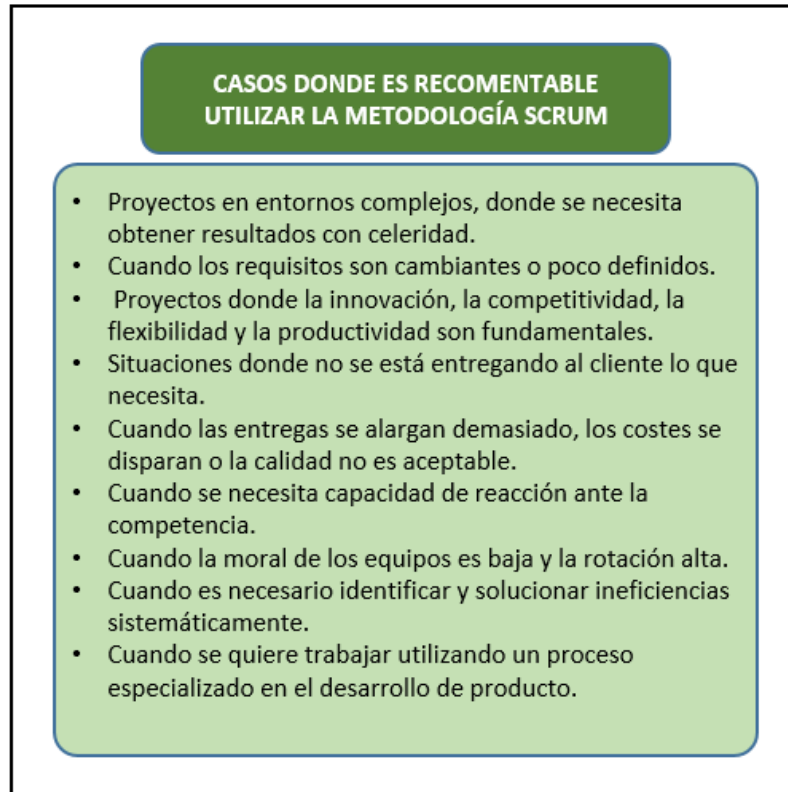 CASOS DONDE ES RECOMENTABLE
UTILIZAR LA METODOLOGÍA SCRUM
• Proyectos en entornos complejos, donde se necesita
obtener resultados con celeridad.
• Cuando los requisitos son cambiantes o poco definidos.
• Proyectos donde la innovación, la competitividad, la
flexibilidad y la productividad son fundamentales.
• Situaciones donde no se está entregando al cliente lo que
necesita.
• Cuando las entregas se alargan demasiado, los costes se
disparan o la calidad no es aceptable.
• Cuando se necesita capacidad de reacción ante la
competencia.
• Cuando la moral de los equipos es baja y la rotación alta.
• Cuando es necesario identificar y solucionar ineficiencias
sistemáticamente.
• Cuando se quiere trabajar utilizando un proceso
especializado en el desarrollo de producto.